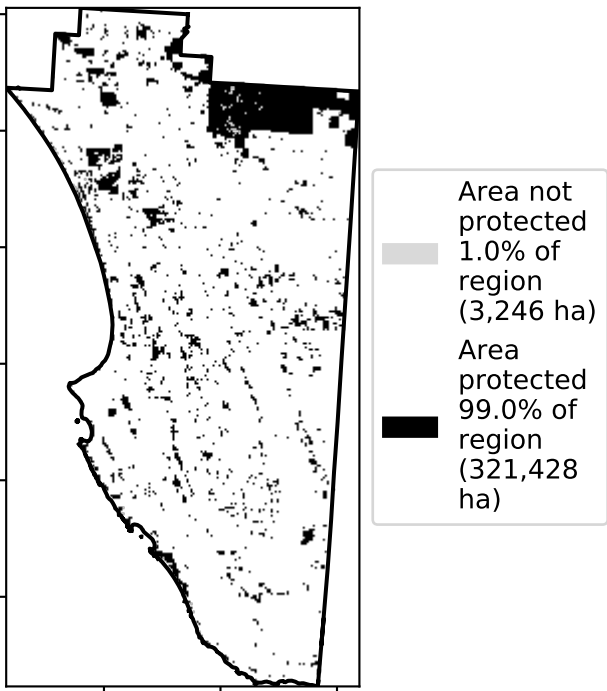 Area not
protected
1.0% of
region
(3,246 ha)
Area
protected
99.0% of
region
(321,428
ha)